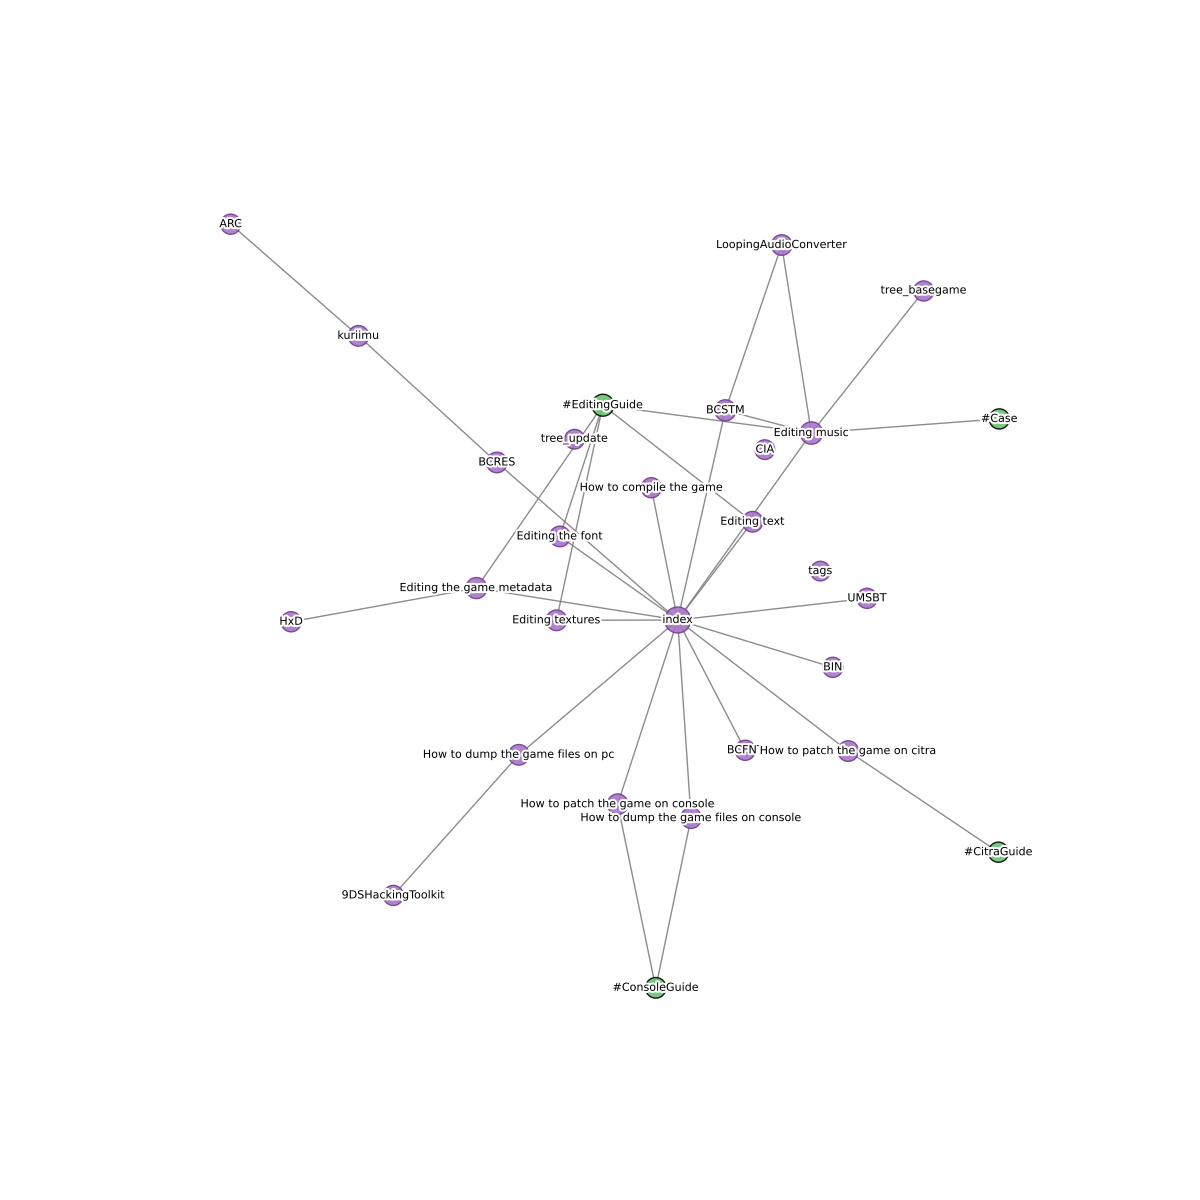 ARC
LoopingAudioConverter
tree_basegame
kuriimu
#EditingGuide
BCSTM
#Case
Editing music
tree_update
CIA
BCRES
How to compile the game
Editing text
Editing the font
tags
Editing the game metadata
UMSBT
HxD
Editing textures
index
BIN
BCFN
How to patch the game on citra
How to dump the game files on pc
How to patch the game on console
How to dump the game files on console
#CitraGuide
9DSHackingToolkit
#ConsoleGuide